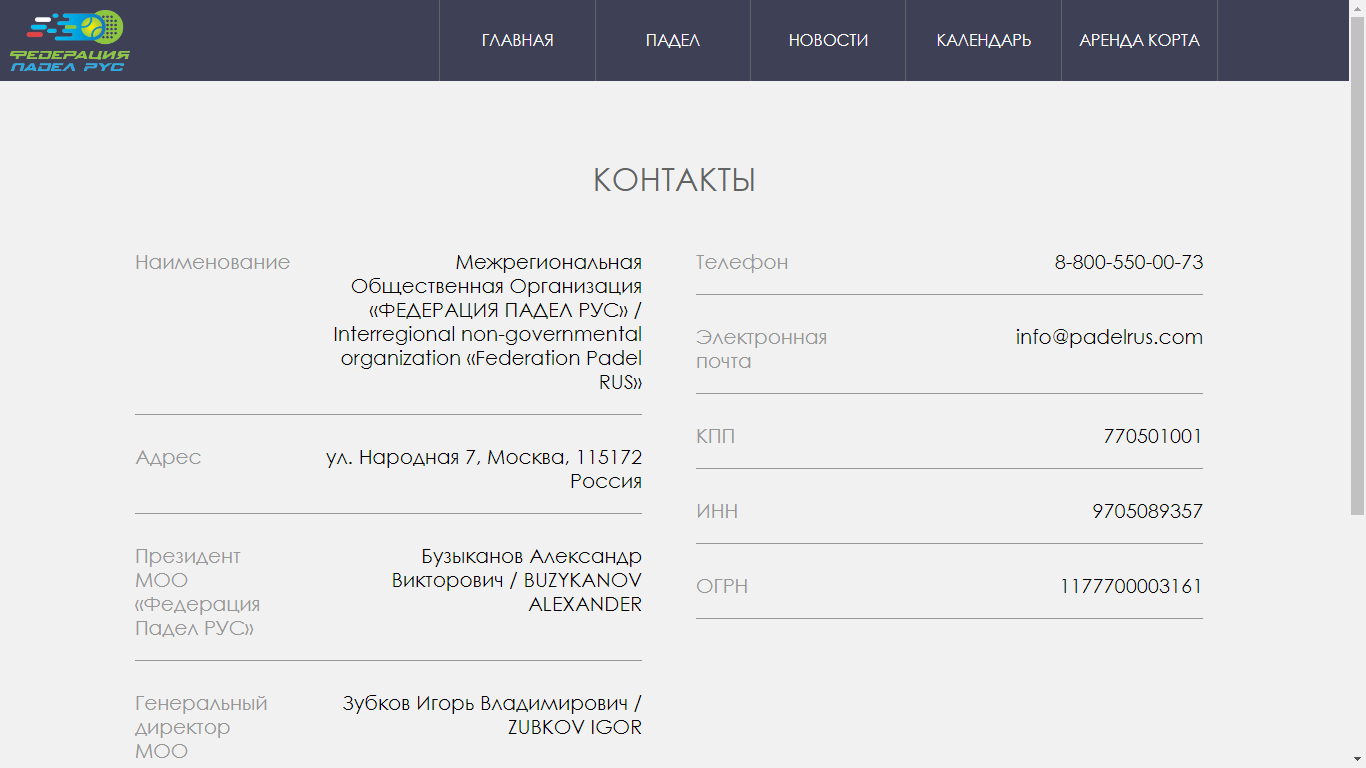 ФЕДЕРАЦИЯ
ПАДЕЛ РУС
ГЛАВНАЯ
ПАДЕЛ
НОВОСТИ
КАЛЕНДАРЬ
АРЕНДА КОРТА
КОНТАКТЫ
Наименование
Межрегиональная
Общественная Организация
«ФЕДЕРАЦИЯ ПАДЕЛ РУС» /
Interregional non-governmental
organization «Federation Padel
RUS»
Адрес
ул. Народная 7, Москва, 115172
Россия
Президент
МОО
«Федерация
Падел РУС»
Бузыканов Александр
Викторович / BUZYKANOV
ALEXANDER
Генеральный
директор
МОО
Зубков Игорь Владимирович /
ZUBKOV IGOR
Телефон
8-800-550-00-73
Электронная
почта
info@padelrus.com
КПП
770501001
ИНН
9705089357
ОГРН
1177700003161